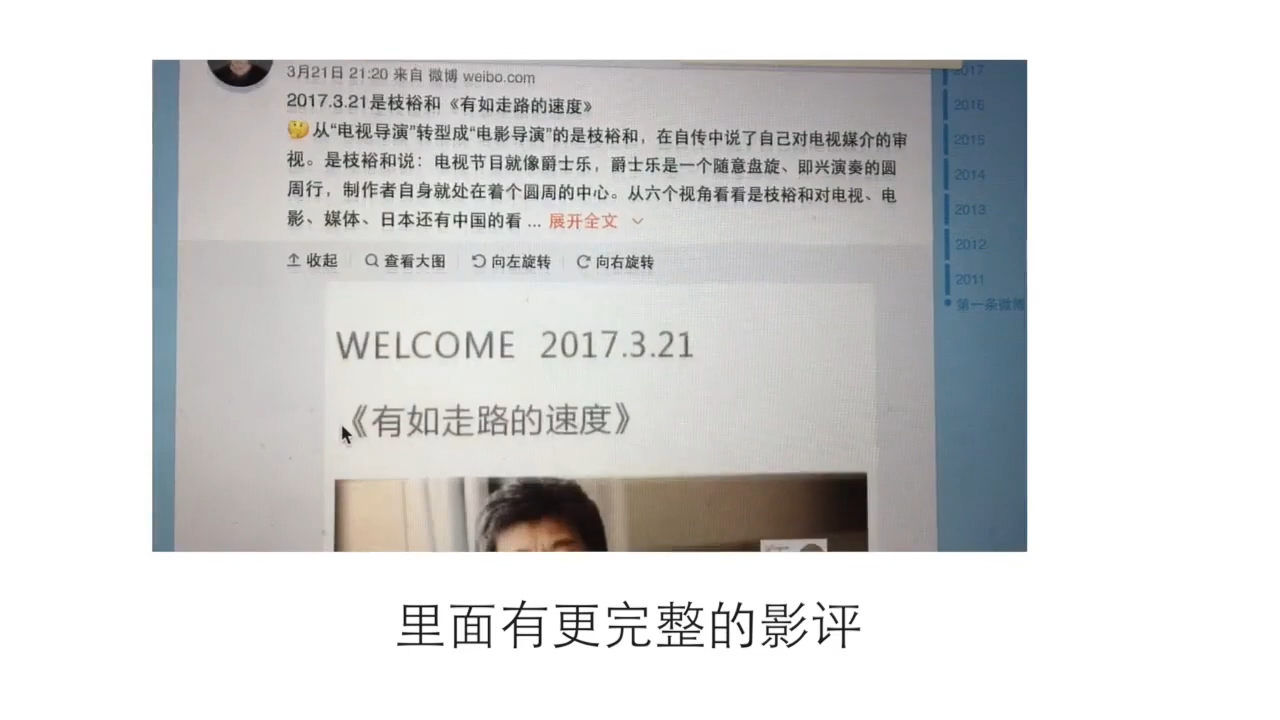 3月21日 21:20 来自 微博 weibo.com
2017.3.21是枝裕和《有如走路的速度》
从“电视导演”转型成“电影导演”的是枝裕和，在自传中说了自己对电视媒介的审
视。是枝裕和说：电视节目就像爵士乐，爵士乐是一个随意盘旋、即兴演奏的圆
周行，制作者自身就处在着个圆周的中心。从六个视角看看是枝裕和对电视、电
影、媒体、日本还有中国的看 ... 展开全文
收起 查看大图 向左旋转 向右旋转
2017
2016
2015
2014
2013
2012
2011
第一条微博
WELCOME 2017.3.21
《有如走路的速度》
里面有更完整的影评